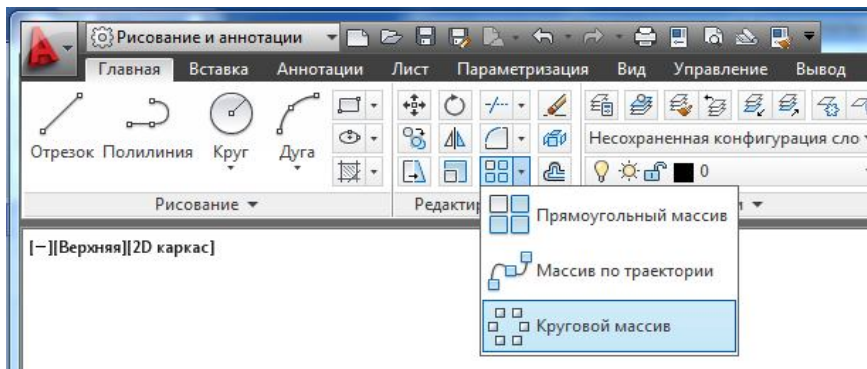 Рисование и аннотации
Главная Вставка Аннотации Лист Параметризация Вид Управление Вывод
Отрезок Полилиния Круг Дуга
Несохраненная конфигурация сло
0
Рисование
[−][Верхняя][2D каркас]
Прямоугольный массив
Массив по траектории
Круговой массив